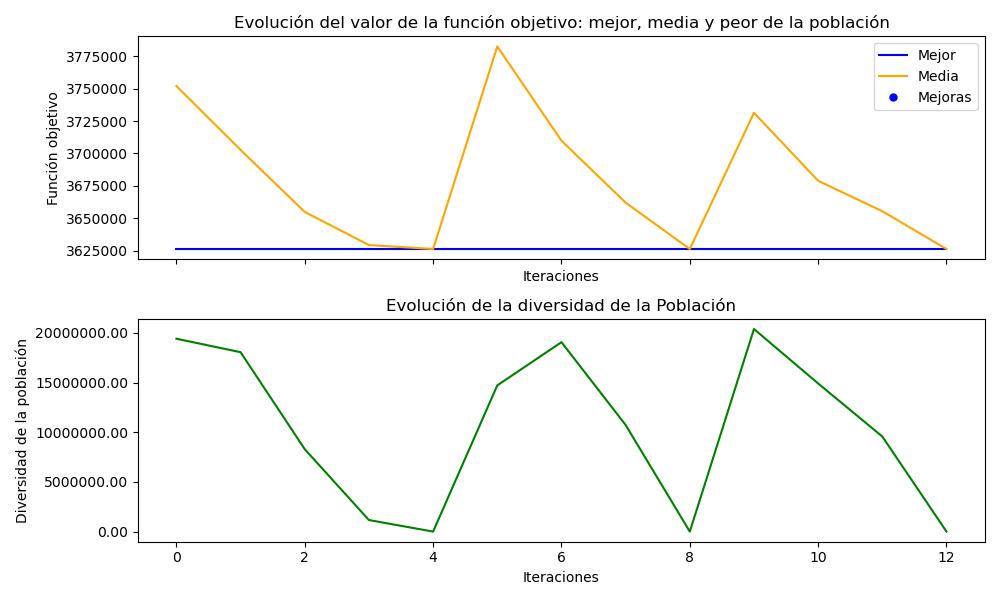 Evolución del valor de la función objetivo: mejor, media y peor de la población
Función objetivo
3775000
3750000
3725000
3700000
3675000
3650000
3625000
Mejor
Media
Mejoras
Iteraciones
Evolución de la diversidad de la Población
Diversidad de la población
20000000.00
15000000.00
10000000.00
5000000.00
0.00
0 2 4 6 8 10 12
Iteraciones